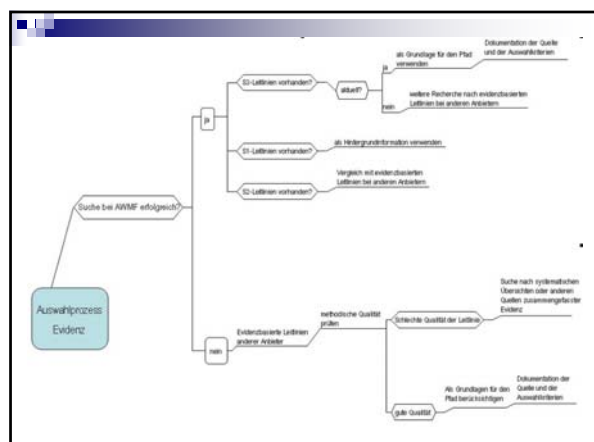 Auswahlprozess
Evidenz
Suche bei AWMF erfolgreich?
ja
S3-Leitlinien vorhanden?
aktuell?
ja
als Grundlage für den Pfad
verwenden
Dokumentation der Quelle
und der Auswahlkriterien
nein
weitere Recherche nach evidenzbasierten
Leitlinien bei anderen Anbietern
S1-Leitlinien vorhanden?
als Hintergrundinformation verwenden
S2-Leitlinien vorhanden?
Vergleich mit evidenzbasierten
Leitlinien bei anderen Anbietern
nein
Evidenzbasierte Leitlinien
anderer Anbieter
methodische Qualität
prüfen
Schlechte Qualität der Leitlinie
Suche nach systematischen
Übersichten oder anderen
Quellen zusammengefasster
Evidenz
gute Qualität
Als Grundlagen für den
Pfad berücksichtigen
Dokumentation der
Quelle und der
Auswahlkriterien